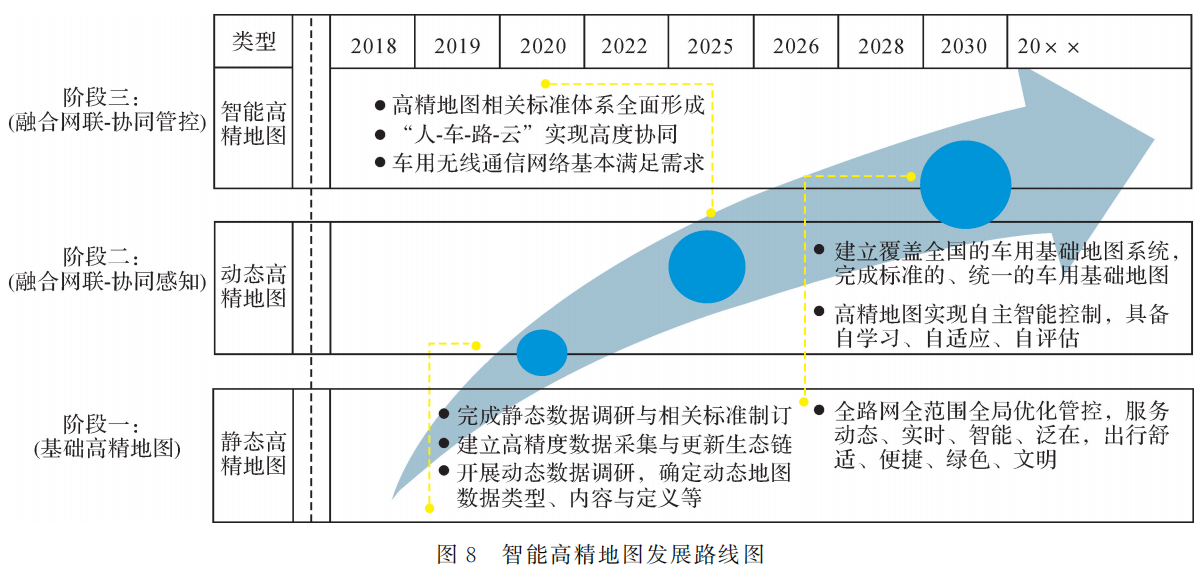 类型
2018 2019 2020 2022 2025 2026 2028 2030 20× ×
阶段三：
(融合网联-协同管控)
智能高
精地图
高精地图相关标准体系全面形成
“人-车-路-云”实现高度协同
车用无线通信网络基本满足需求
阶段二：
(融合网联-协同感知)
动态高
精地图
建立覆盖全国的车用基础地图系统，
完成标准的、统一的车用基础地图
高精地图实现自主智能控制，具备
自学习、自适应、自评估
阶段一：
(基础高精地图)
静态高
精地图
完成静态数据调研与相关标准制订
建立高精度数据采集与更新生态链
开展动态数据调研，确定动态地图
数据类型、内容与定义等
全路网全范围全局优化管控，服务
动态、实时、智能、泛在，出行舒
适、便捷、绿色、文明
图 8 智能高精地图发展路线图